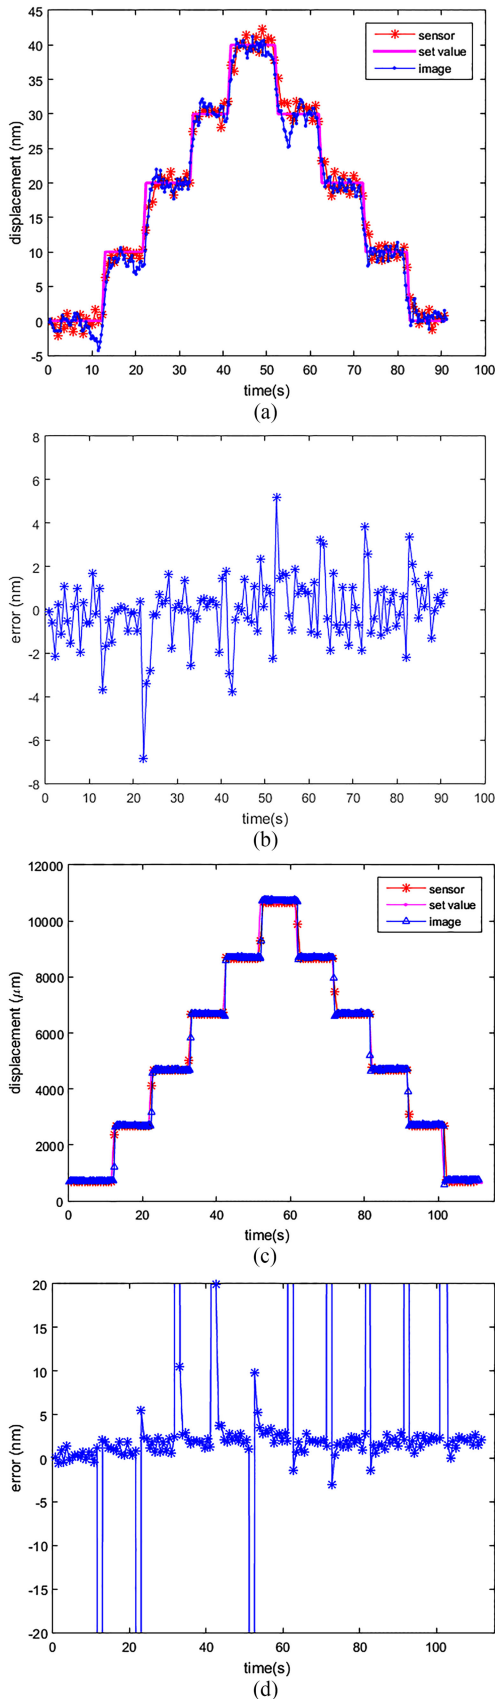 45
40
35
30
25
20
15
10
5
0
-5
displacement (nm)
sensor
set value
image
0 10 20 30 40 50 60 70 80 90 100
time(s)
(a)
8
6
4
2
0
-2
-4
-6
-8
error (nm)
0 10 20 30 40 50 60 70 80 90 100
time(s)
(b)
12000
10000
8000
6000
4000
2000
0
displacement (μm)
sensor
set value
image
0 20 40 60 80 100
time(s)
(c)
20
15
10
5
0
-5
-10
-15
-20
error (nm)
0 20 40 60 80 100
time(s)
(d)